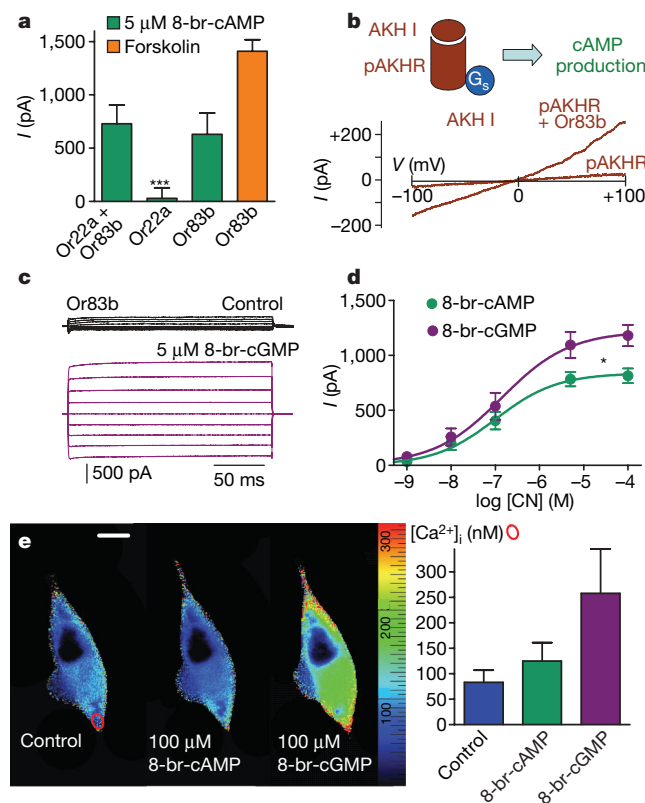 a
5 µM 8-br-cAMP
Forskolin
I (pA)
1,500
1,000
500
0
***
Or22a +
Or83b
Or22a
Or83b
Or83b
b
AKH I
pAKHR
Gs
cAMP
production
AKH I
pAKHR
+ Or83b
pAKHR
I (pA)
+200
0
−200
V (mV)
−100
0
+100
c
Or83b
Control
5 µM 8-br-cGMP
500 pA
50 ms
d
8-br-cAMP
8-br-cGMP
I (pA)
1,500
1,000
500
0
*
−9
−8
−7
−6
−5
−4
log [CN] (M)
e
Control
100 µM
8-br-cAMP
100 µM
8-br-cGMP
300
200
100
[Ca2+]i (nM)
300
250
200
150
100
50
0
Control
8-br-cAMP
8-br-cGMP